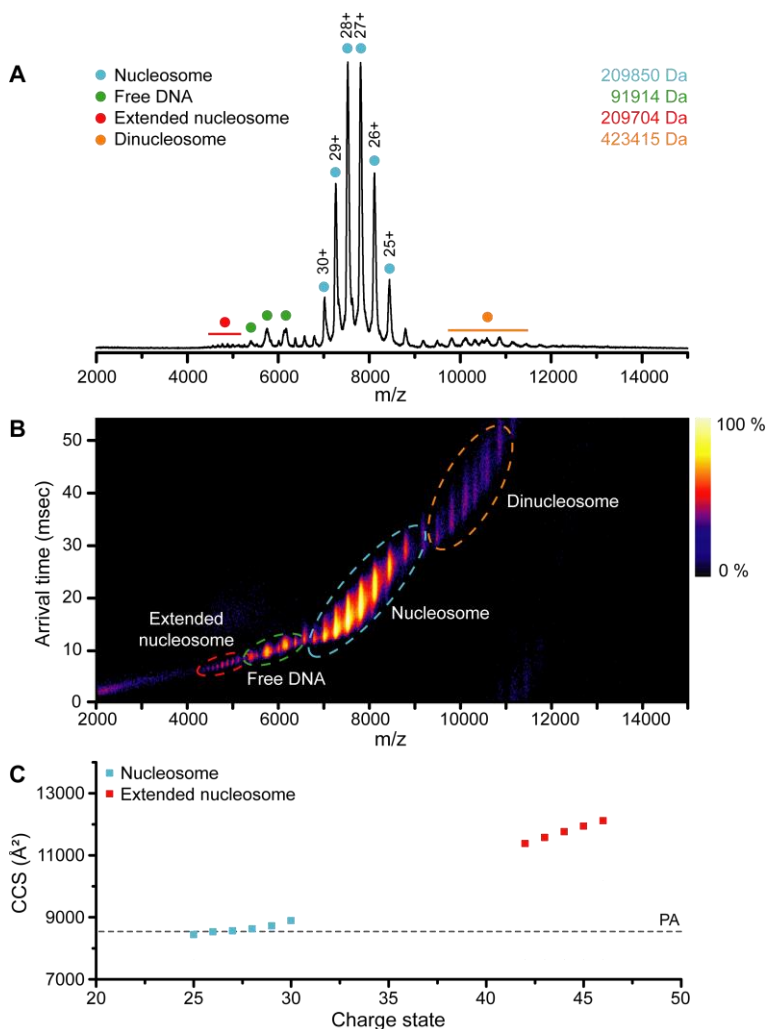 A
Nucleosome 209850 Da
Free DNA 91914 Da
Extended nucleosome 209704 Da
Dinucleosome 423415 Da
30+ 29+ 28+ 27+ 26+ 25+
2000 4000 6000 8000 10000 12000 14000
m/z
B
Arrival time (msec)
50
40
30
20
10
0
Extended
nucleosome
Free DNA
Nucleosome
Dinucleosome
100 %
0 %
2000 4000 6000 8000 10000 12000 14000
m/z
C
Nucleosome
Extended nucleosome
CCS (Å²)
13000
11000
9000
7000
PA
20 25 30 35 40 45 50
Charge state